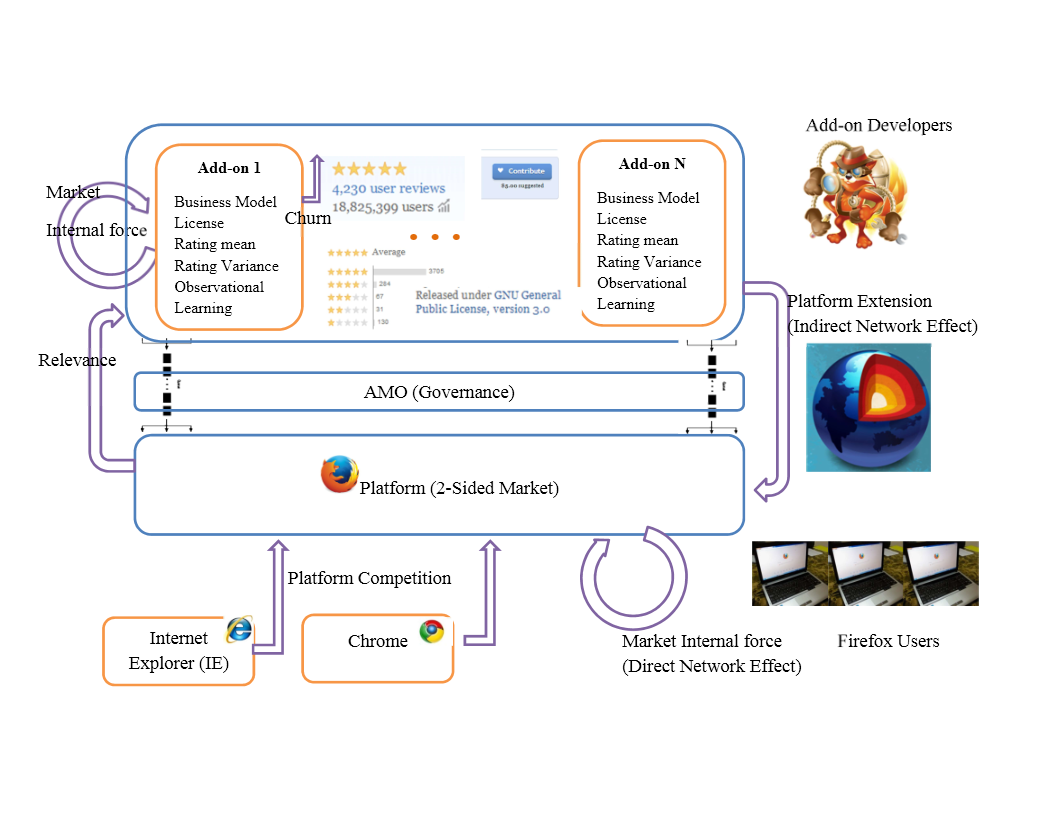 Add-on Developers
Add-on 1
Business Model
License
Rating mean
Rating Variance
Observational
Learning
Market
Internal force
Churn
4,230 user reviews
18,825,399 users
Contribute
$5.00 suggested
Average
3705
284
67
31
130
Released under GNU General
Public License, version 3.0
Add-on N
Business Model
License
Rating mean
Rating Variance
Observational
Learning
Platform Extension
(Indirect Network Effect)
Relevance
f
f
AMO (Governance)
Platform (2-Sided Market)
Platform Competition
Internet
Explorer (IE)
Chrome
Market Internal force
(Direct Network Effect)
Firefox Users